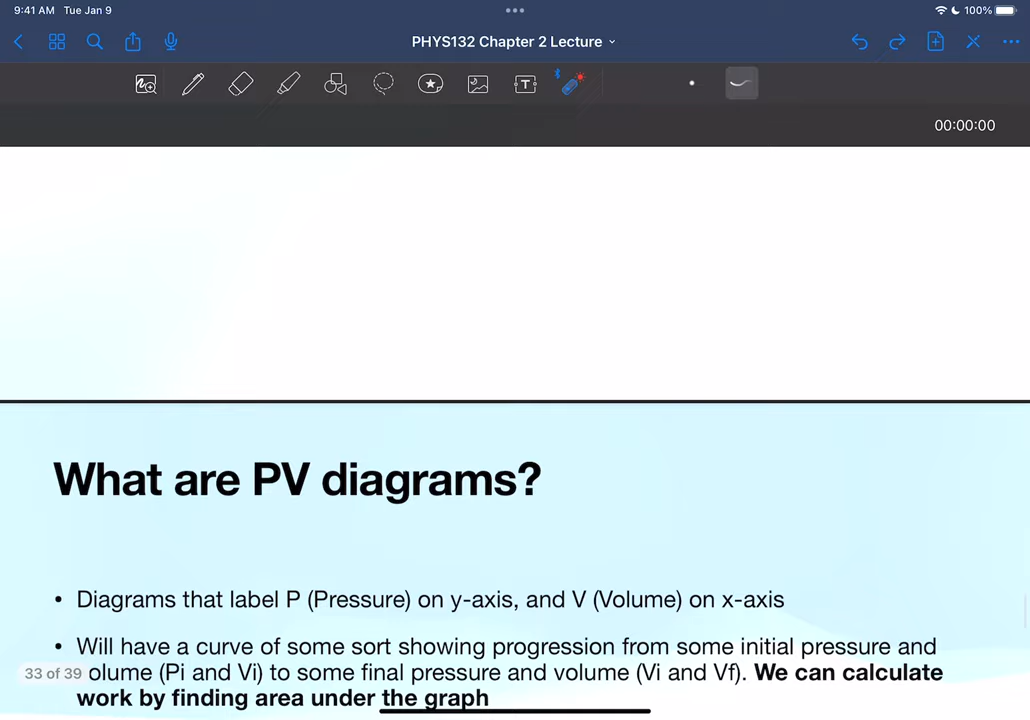 9:41 AM Tue Jan 9
100%
PHYS132 Chapter 2 Lecture
T
00:00:00
What are PV diagrams?
• Diagrams that label P (Pressure) on y-axis, and V (Volume) on x-axis
• Will have a curve of some sort showing progression from some initial pressure and
olume (Pi and Vi) to some final pressure and volume (Vi and Vf). We can calculate
33 of 39
work by finding area under the graph